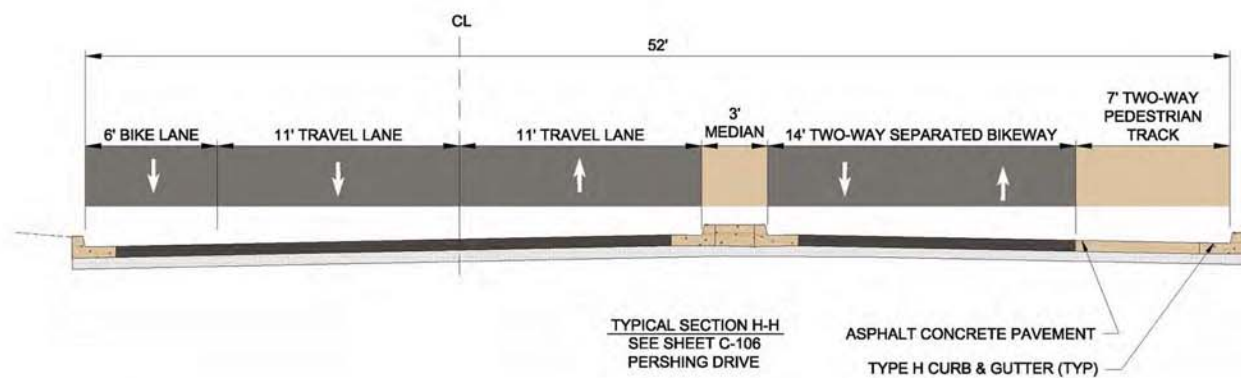 CL
52'
6' BIKE LANE
11' TRAVEL LANE
11' TRAVEL LANE
3'
MEDIAN
14' TWO-WAY SEPARATED BIKEWAY
7' TWO-WAY
PEDESTRIAN
TRACK
TYPICAL SECTION H-H
SEE SHEET C-106
PERSHING DRIVE
ASPHALT CONCRETE PAVEMENT
TYPE H CURB & GUTTER (TYP)